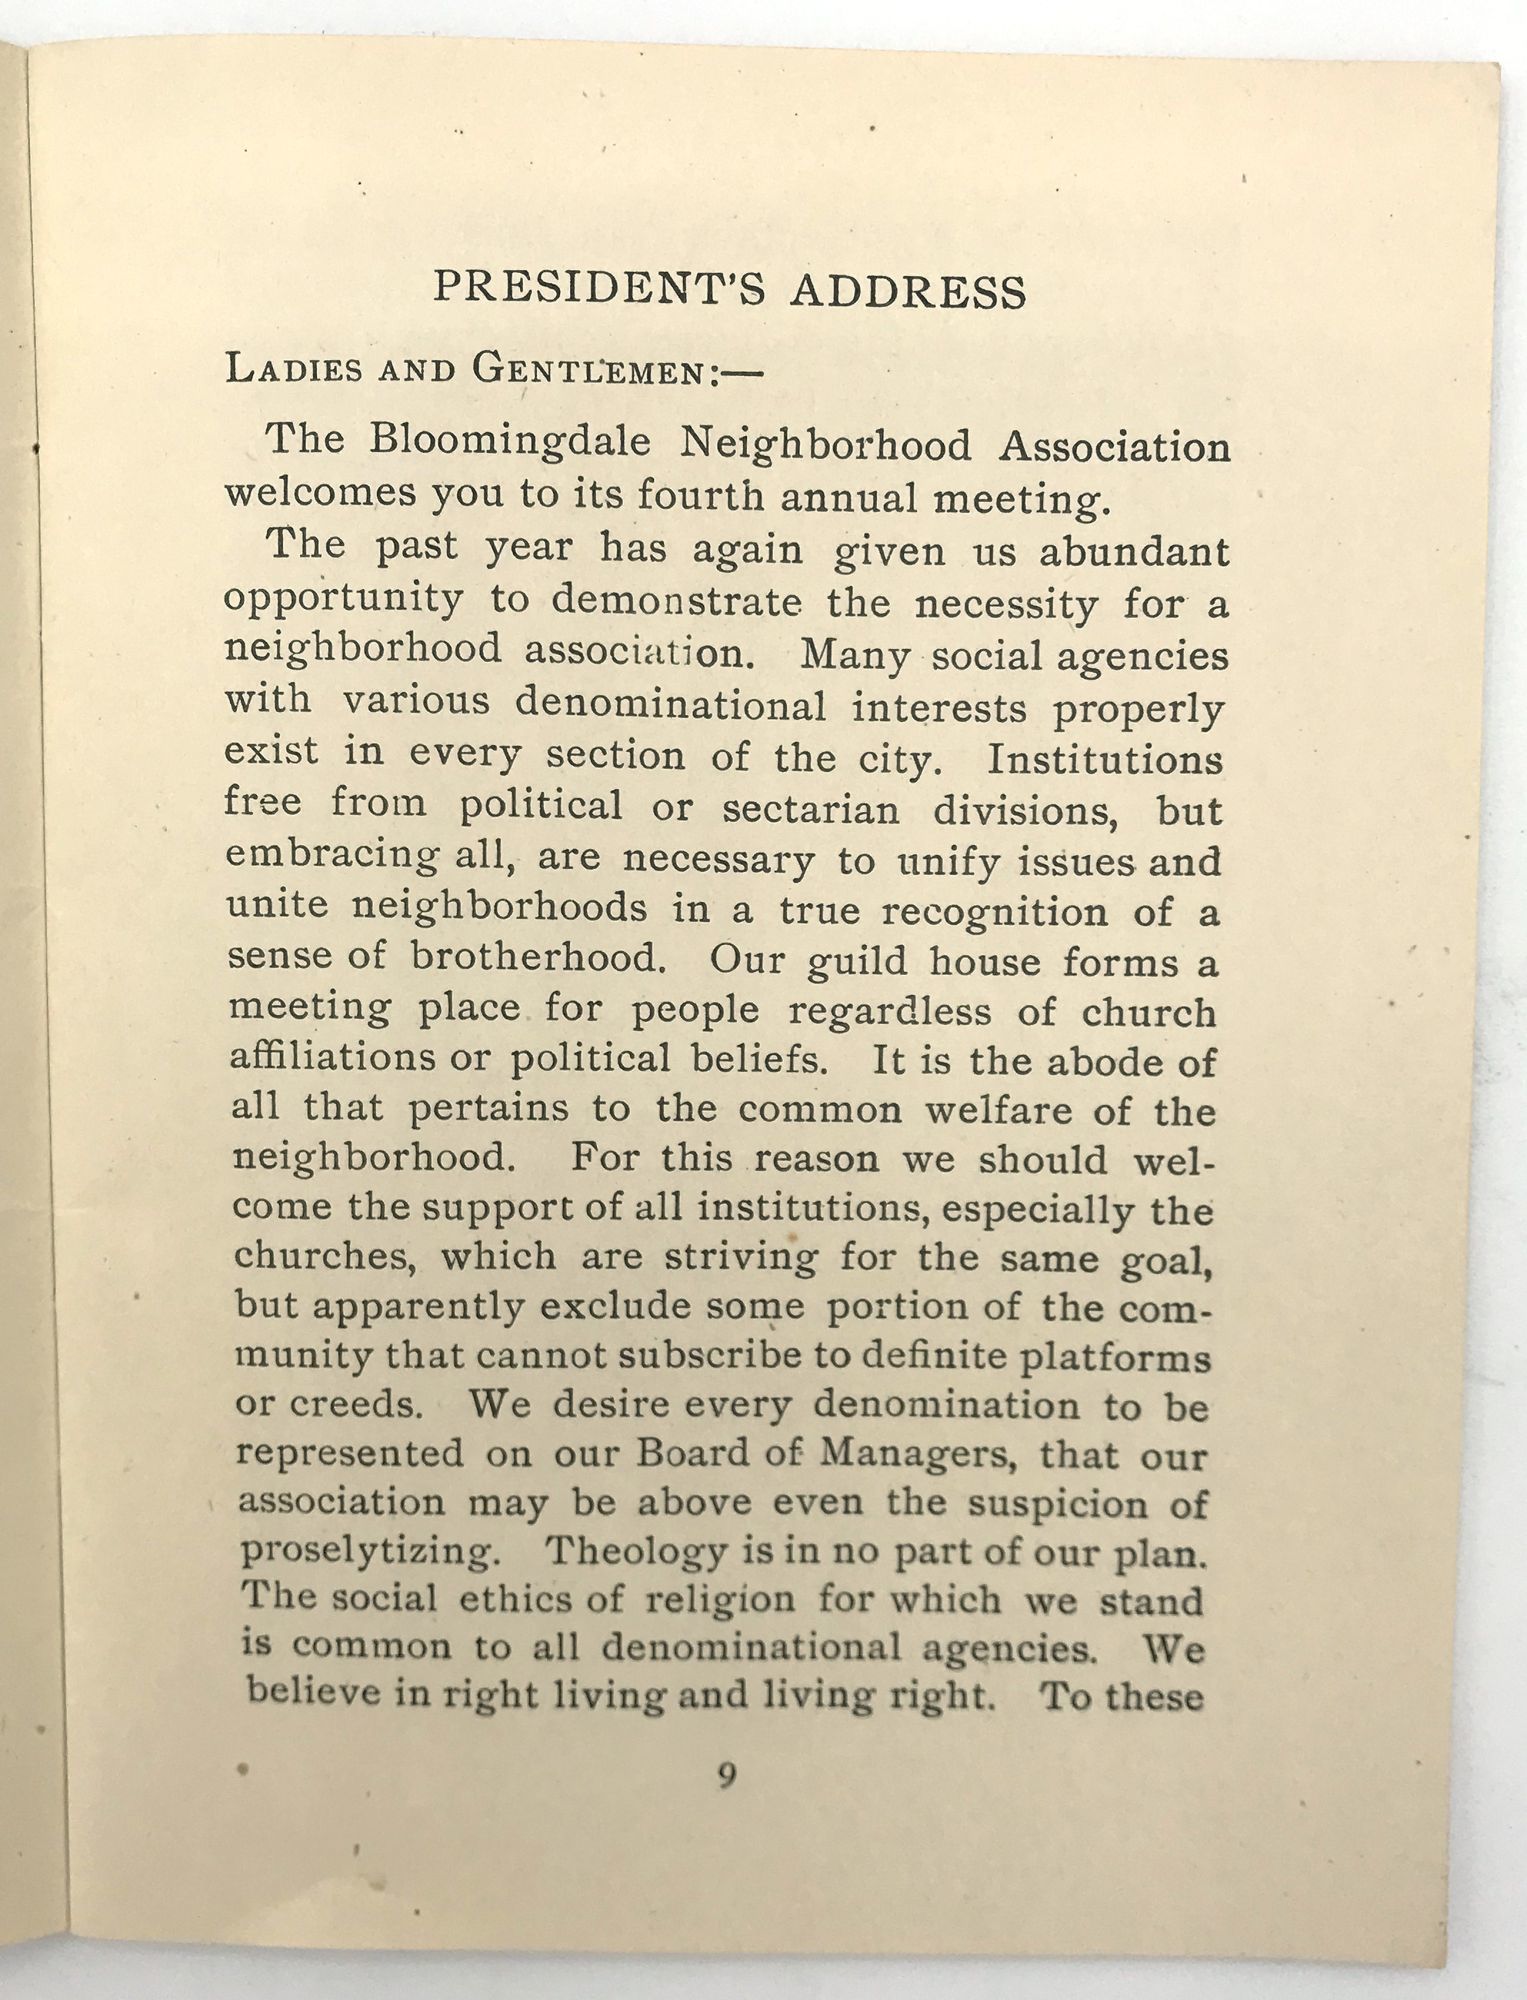 PRESIDENT'S ADDRESS
LADIES AND GENTLEMEN:—
The Bloomingdale Neighborhood Association
welcomes you to its fourth annual meeting.
The past year has again given us abundant
opportunity to demonstrate the necessity for a
neighborhood association. Many social agencies
with various denominational interests properly
exist in every section of the city. Institutions
free from political or sectarian divisions, but
embracing all, are necessary to unify issues and
unite neighborhoods in a true recognition of a
sense of brotherhood. Our guild house forms a
meeting place for people regardless of church
affiliations or political beliefs. It is the abode of
all that pertains to the common welfare of the
neighborhood. For this reason we should wel-
come the support of all institutions, especially the
churches, which are striving for the same goal,
but apparently exclude some portion of the com-
munity that cannot subscribe to definite platforms
or creeds. We desire every denomination to be
represented on our Board of Managers, that our
association may be above even the suspicion of
proselytizing. Theology is in no part of our plan.
The social ethics of religion for which we stand
is common to all denominational agencies. We
believe in right living and living right. To these
9